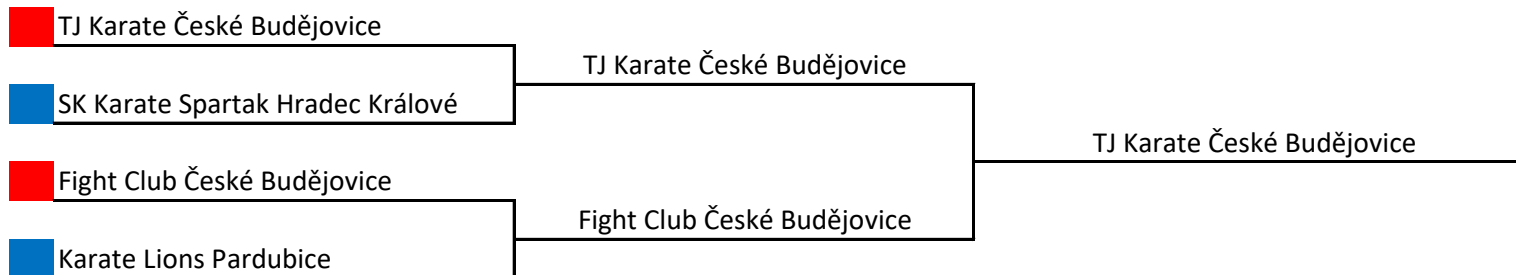 TJ Karate České Budějovice
SK Karate Spartak Hradec Králové
Fight Club České Budějovice
Karate Lions Pardubice
TJ Karate České Budějovice
Fight Club České Budějovice
TJ Karate České Budějovice